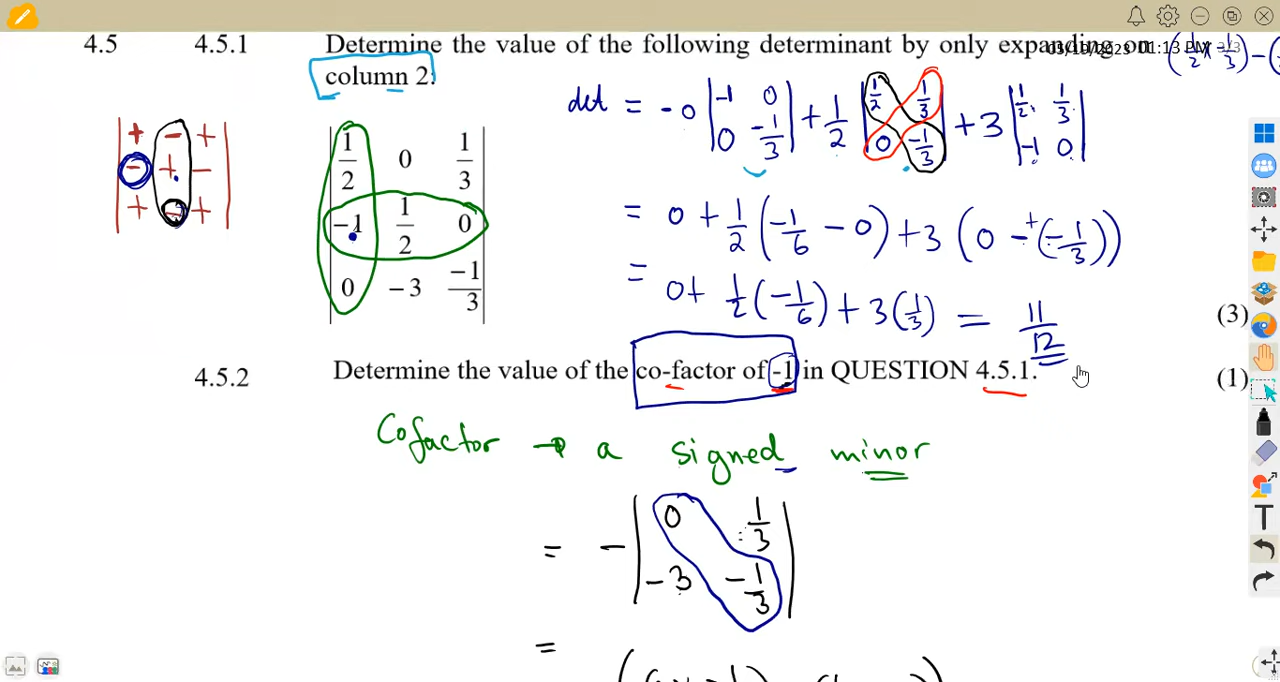 4.5 4.5.1 Determine the value of the following determinant by only expanding on
column 2.
01:13 PM
det = -0 | -1 0 | + 1/2 | 1/2 1/3 | + 3 | 1/2 1/3 |
| 0 -1/3 | | 0 -1/3 | | -1 0 |
| + - + |
| - + - |
| + - + |
| 1/2 0 1/3 |
| -1 1/2 0 |
| 0 -3 -1/3 |
= 0 + 1/2 ( -1/6 - 0 ) + 3 ( 0 - ( -1/3 ) )
= 0 + 1/2 ( -1/6 ) + 3 ( 1/3 ) = 11/12
(3)
4.5.2 Determine the value of the co-factor of -1 in QUESTION 4.5.1. (1)
Cofactor → a signed minor
= - | 0 1/3 |
| -3 -1/3 |
=
T